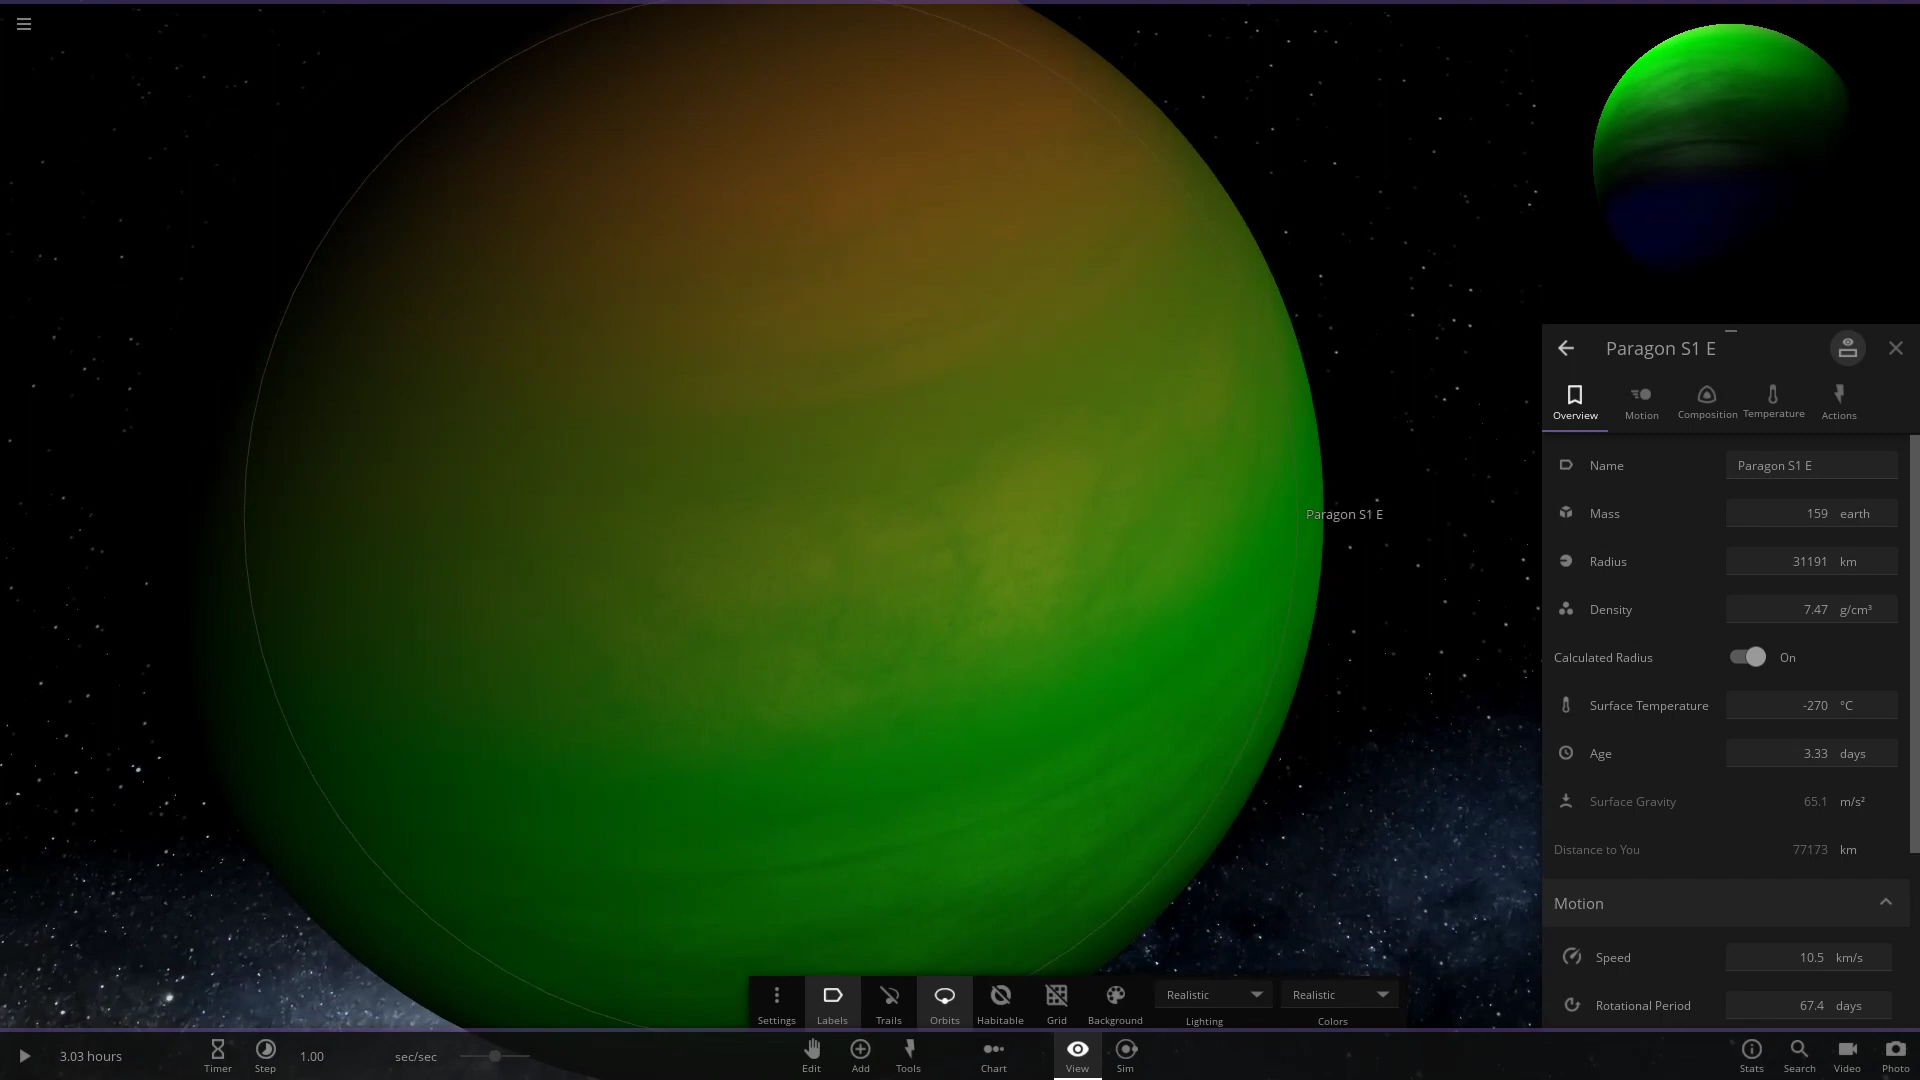 Paragon S1 E
Overview Motion Composition Temperature Actions
Name Paragon S1 E
Mass 159 earth
Radius 31191 km
Paragon S1 E
Density 7.47 g/cm³
Calculated Radius On
Surface Temperature -270 °C
Age 3.33 days
Surface Gravity 65.1 m/s²
Distance to You 77173 km
Motion
Speed 10.5 km/s
Rotational Period 67.4 days
Realistic Realistic
Settings Labels Trails Orbits Habitable Grid Background Lighting Colors
3.03 hours 1.00 sec/sec
Timer Step Edit Add Tools Chart View Sim Stats Search Video Photo